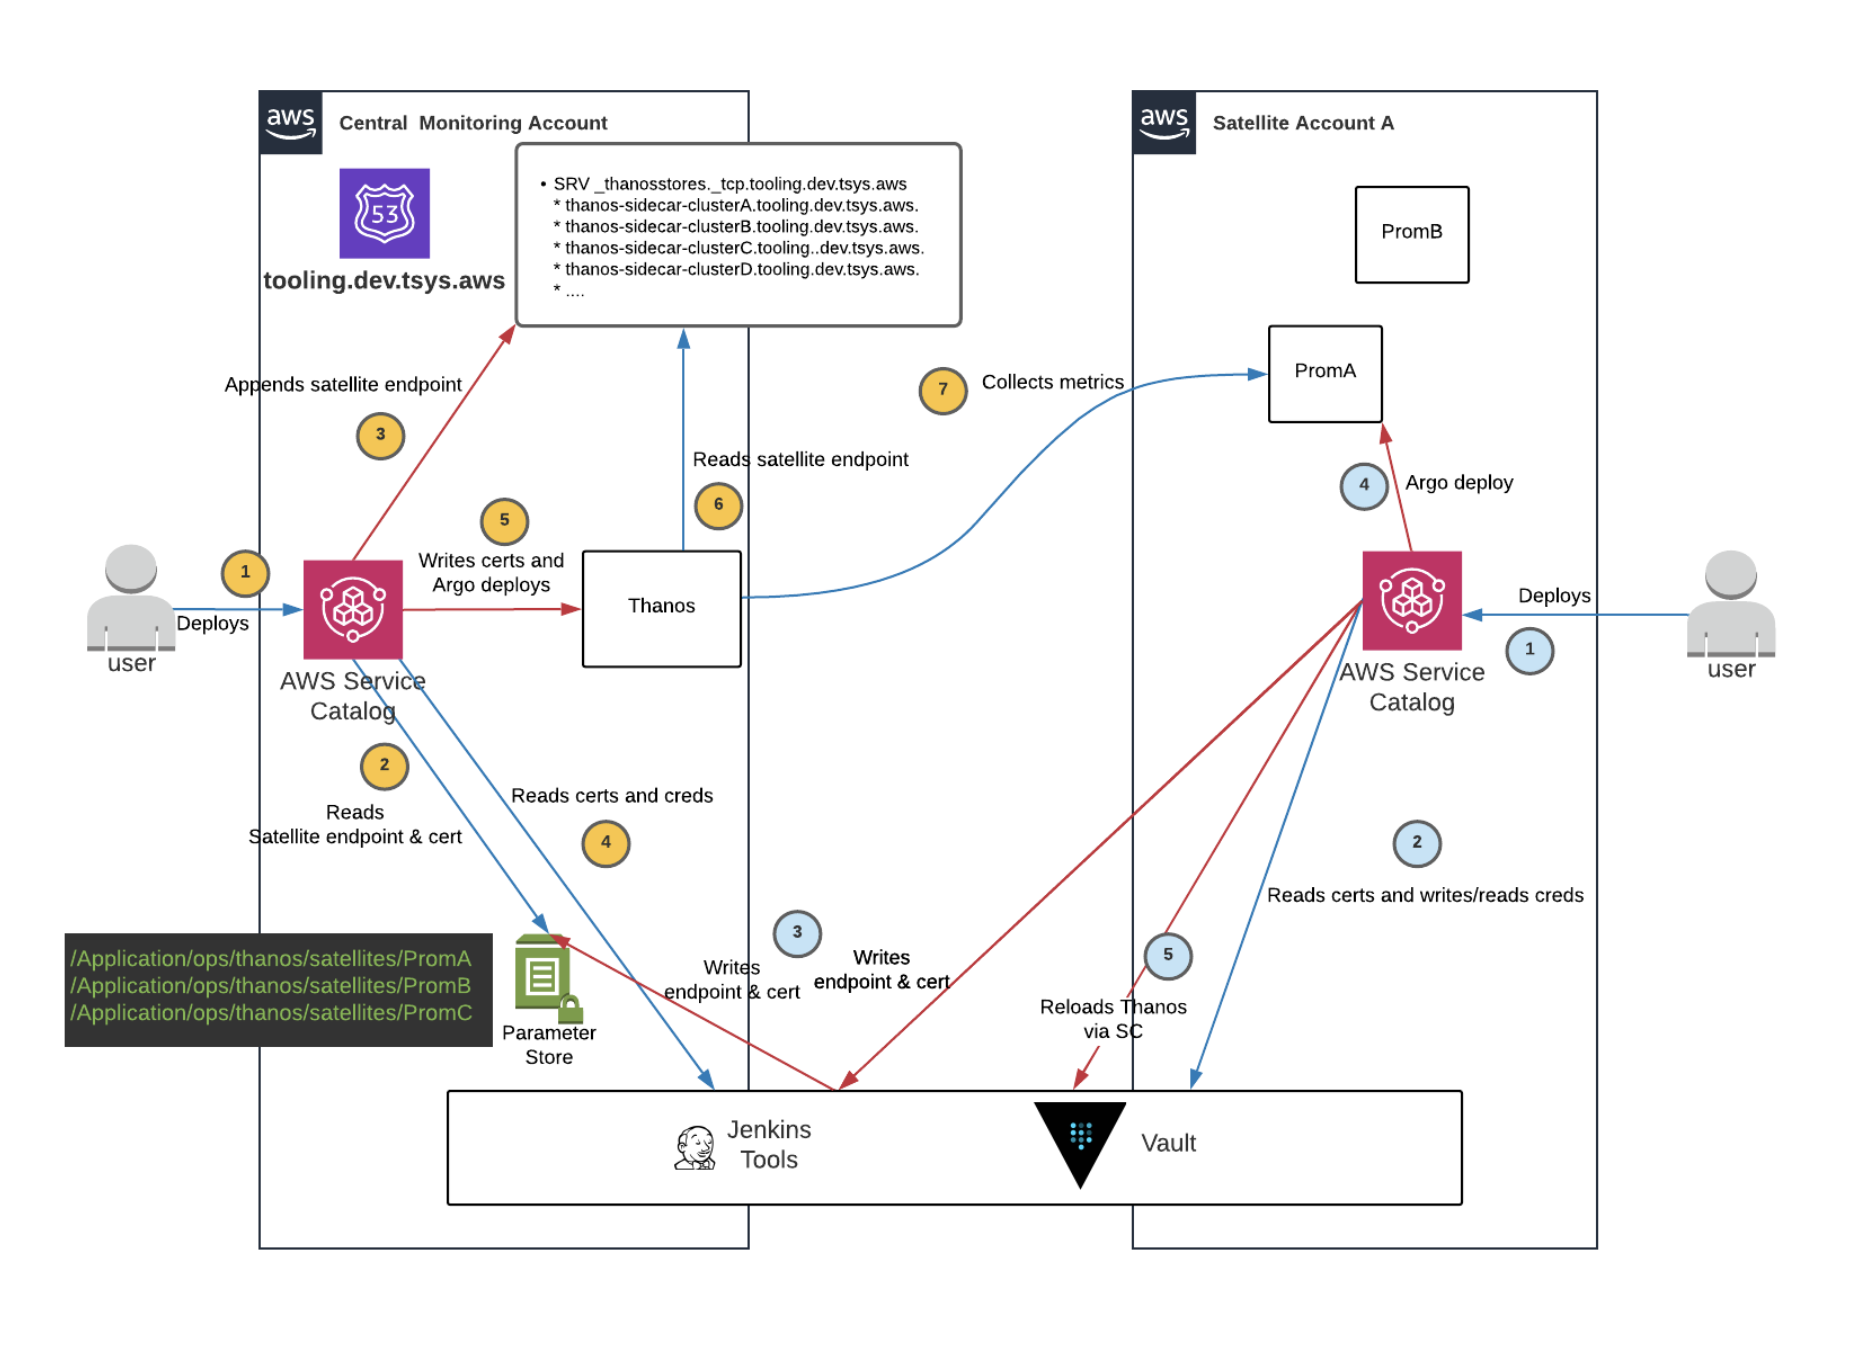 aws
Central Monitoring Account
aws
Satellite Account A
53
tooling.dev.tsys.aws
• SRV _thanosstores._tcp.tooling.dev.tsys.aws
* thanos-sidecar-clusterA.tooling.dev.tsys.aws.
* thanos-sidecar-clusterB.tooling.dev.tsys.aws.
* thanos-sidecar-clusterC.tooling..dev.tsys.aws.
* thanos-sidecar-clusterD.tooling.dev.tsys.aws.
* ....
PromB
PromA
Appends satellite endpoint
3
7
Collects metrics
Reads satellite endpoint
6
4
Argo deploy
5
Writes certs and
Argo deploys
1
Deploys
user
AWS Service
Catalog
Thanos
Deploys
1
user
AWS Service
Catalog
2
Reads
Satellite endpoint & cert
Reads certs and creds
4
2
Reads certs and writes/reads creds
3
Writes
endpoint & cert
Writes
endpoint & cert
5
Reloads Thanos
via SC
/Application/ops/thanos/satellites/PromA
/Application/ops/thanos/satellites/PromB
/Application/ops/thanos/satellites/PromC
Parameter
Store
Jenkins
Tools
Vault